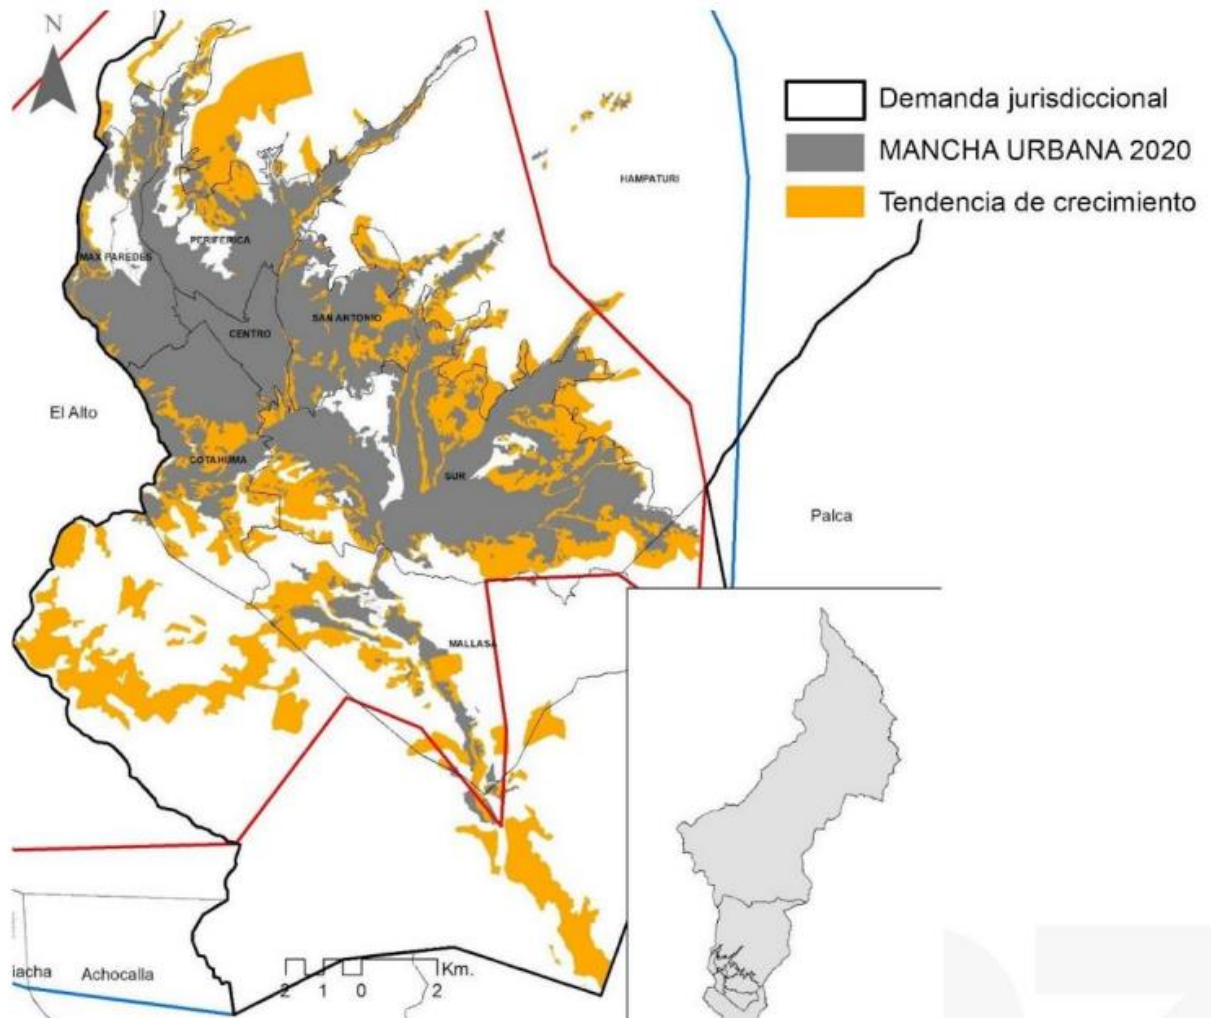 N
Demanda jurisdiccional
MANCHA URBANA 2020
Tendencia de crecimiento
HAMPATURI
PERIFERICA
MAX PAREDES
SAN ANTONIO
CENTRO
El Alto
COTAHUMA
SUR
Palca
MALLASA
iacha
Achocalla
Km.
2 1 0 2